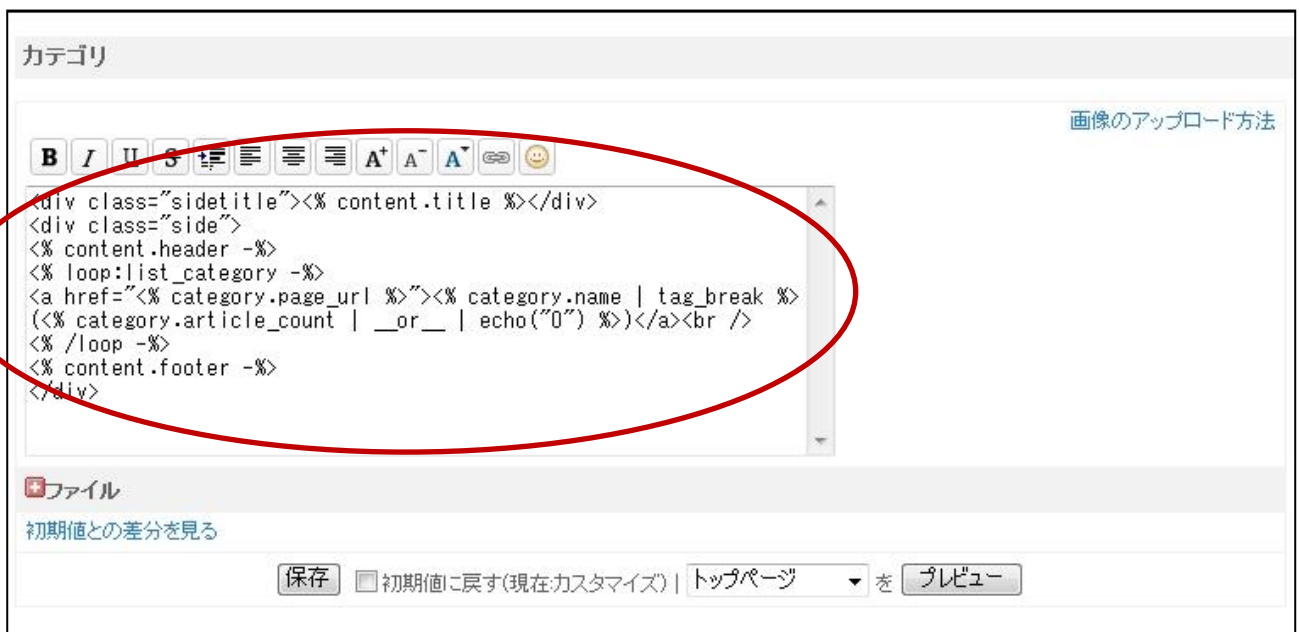 カテゴリ
画像のアップロード方法
B I U S A+ A- A
<div class="sidetitle"><% content.title %></div>
<div class="side">
<% content.header -%>
<% loop:list_category -%>
<a href="<% category.page_url %>"><% category.name | tag_break %>
(<% category.article_count | __or__ | echo("0") %>)</a><br />
<% /loop -%>
<% content.footer -%>
</div>
ファイル
初期値との差分を見る
保存 初期値に戻す(現在:カスタマイズ) | トップページ を プレビュー